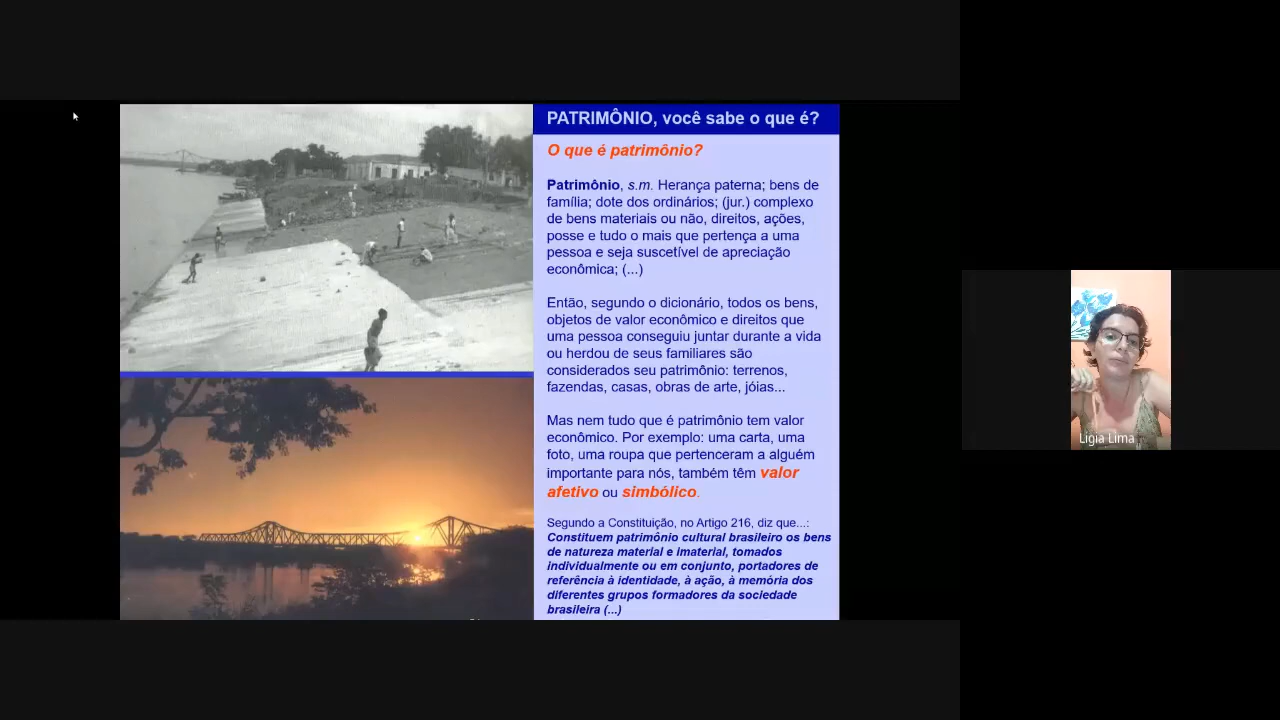 PATRIMÔNIO, você sabe o que é?
O que é patrimônio?
Patrimônio, s.m. Herança paterna; bens de
família; dote dos ordinários; (jur.) complexo
de bens materiais ou não, direitos, ações,
posse e tudo o mais que pertença a uma
pessoa e seja suscetível de apreciação
econômica; (...)
Então, segundo o dicionário, todos os bens,
objetos de valor econômico e direitos que
uma pessoa conseguiu juntar durante a vida
ou herdou de seus familiares são
considerados seu patrimônio: terrenos,
fazendas, casas, obras de arte, jóias...
Mas nem tudo que é patrimônio tem valor
econômico. Por exemplo: uma carta, uma
foto, uma roupa que pertenceram a alguém
importante para nós, também têm valor
afetivo ou simbólico.
Segundo a Constituição, no Artigo 216, diz que...:
Constituem patrimônio cultural brasileiro os bens
de natureza material e imaterial, tomados
individualmente ou em conjunto, portadores de
referência à identidade, à ação, à memória dos
diferentes grupos formadores da sociedade
brasileira (...)
Ligia Lima